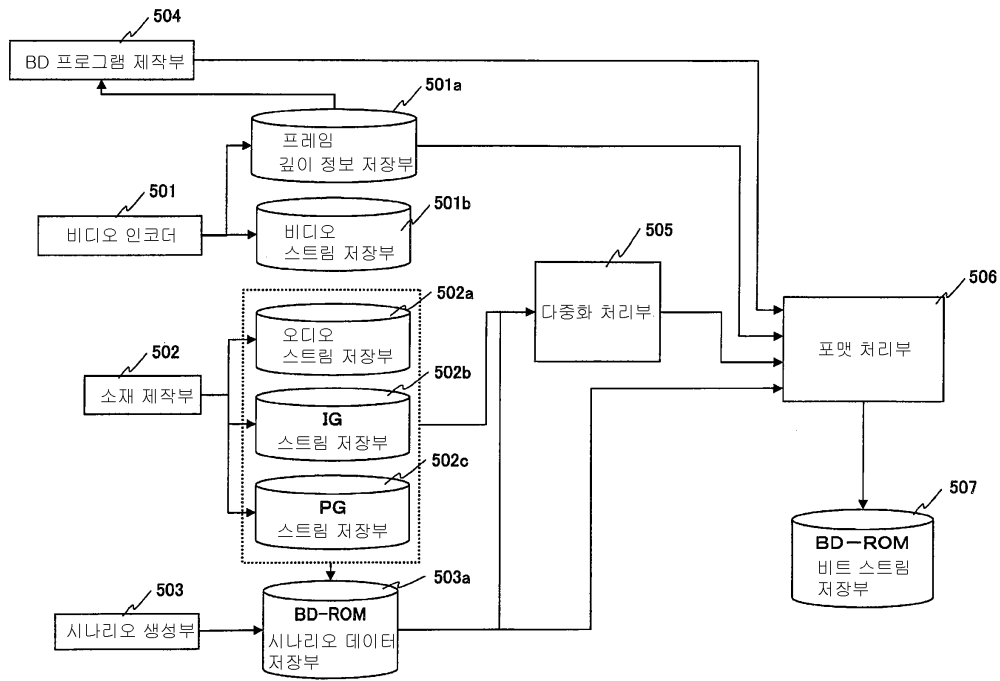 504
BD 프로그램 제작부
501a
프레임
깊이 정보 저장부
501
비디오 인코더
501b
비디오
스트림 저장부
505
다중화 처리부
506
포맷 처리부
502a
오디오
스트림 저장부
502
소재 제작부
502b
IG
스트림 저장부
502c
PG
스트림 저장부
507
BD-ROM
비트 스트림
저장부
503
시나리오 생성부
503a
BD-ROM
시나리오 데이터
저장부